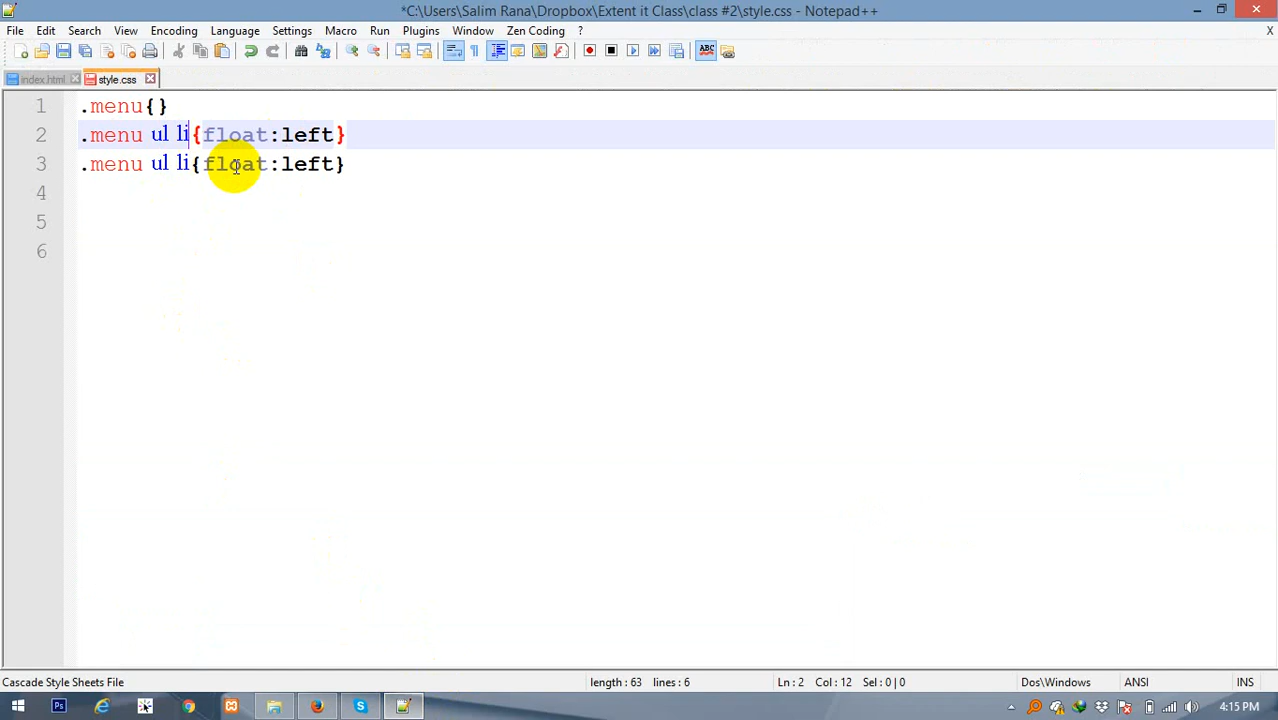 *C:\Users\Salim Rana\Dropbox\Extent it Class\class #2\style.css - Notepad++
File Edit Search View Encoding Language Settings Macro Run Plugins Window Zen Coding ? X
ABC
index.html style.css
1 .menu{}
2 .menu ul li{float:left}
3 .menu ul li{float:left}
4
5
6
Cascade Style Sheets File length : 63 lines : 6 Ln : 2 Col : 12 Sel : 0 | 0 Dos\Windows ANSI INS
Ps 4:15 PM